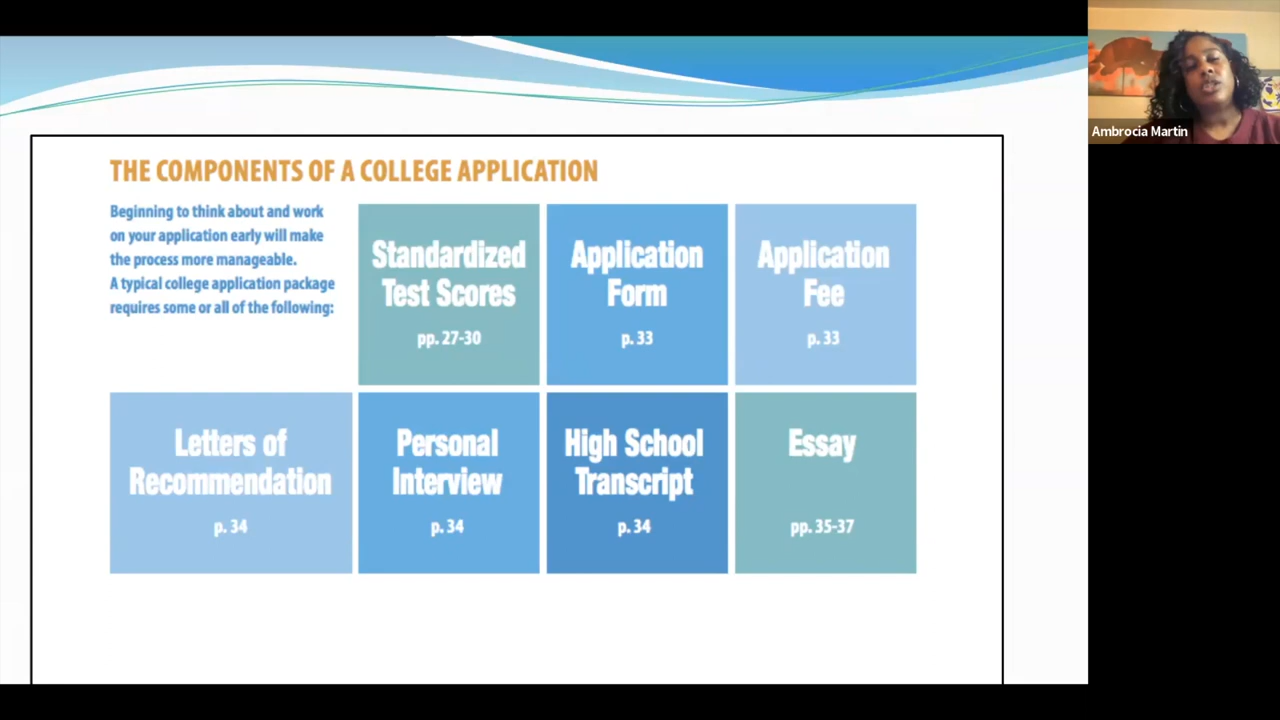 THE COMPONENTS OF A COLLEGE APPLICATION
Beginning to think about and work
on your application early will make
the process more manageable.
A typical college application package
requires some or all of the following:
Standardized
Test Scores
pp. 27-30
Application
Form
p. 33
Application
Fee
p. 33
Letters of
Recommendation
p. 34
Personal
Interview
p. 34
High School
Transcript
p. 34
Essay
pp. 35-37
Ambrocia Martin